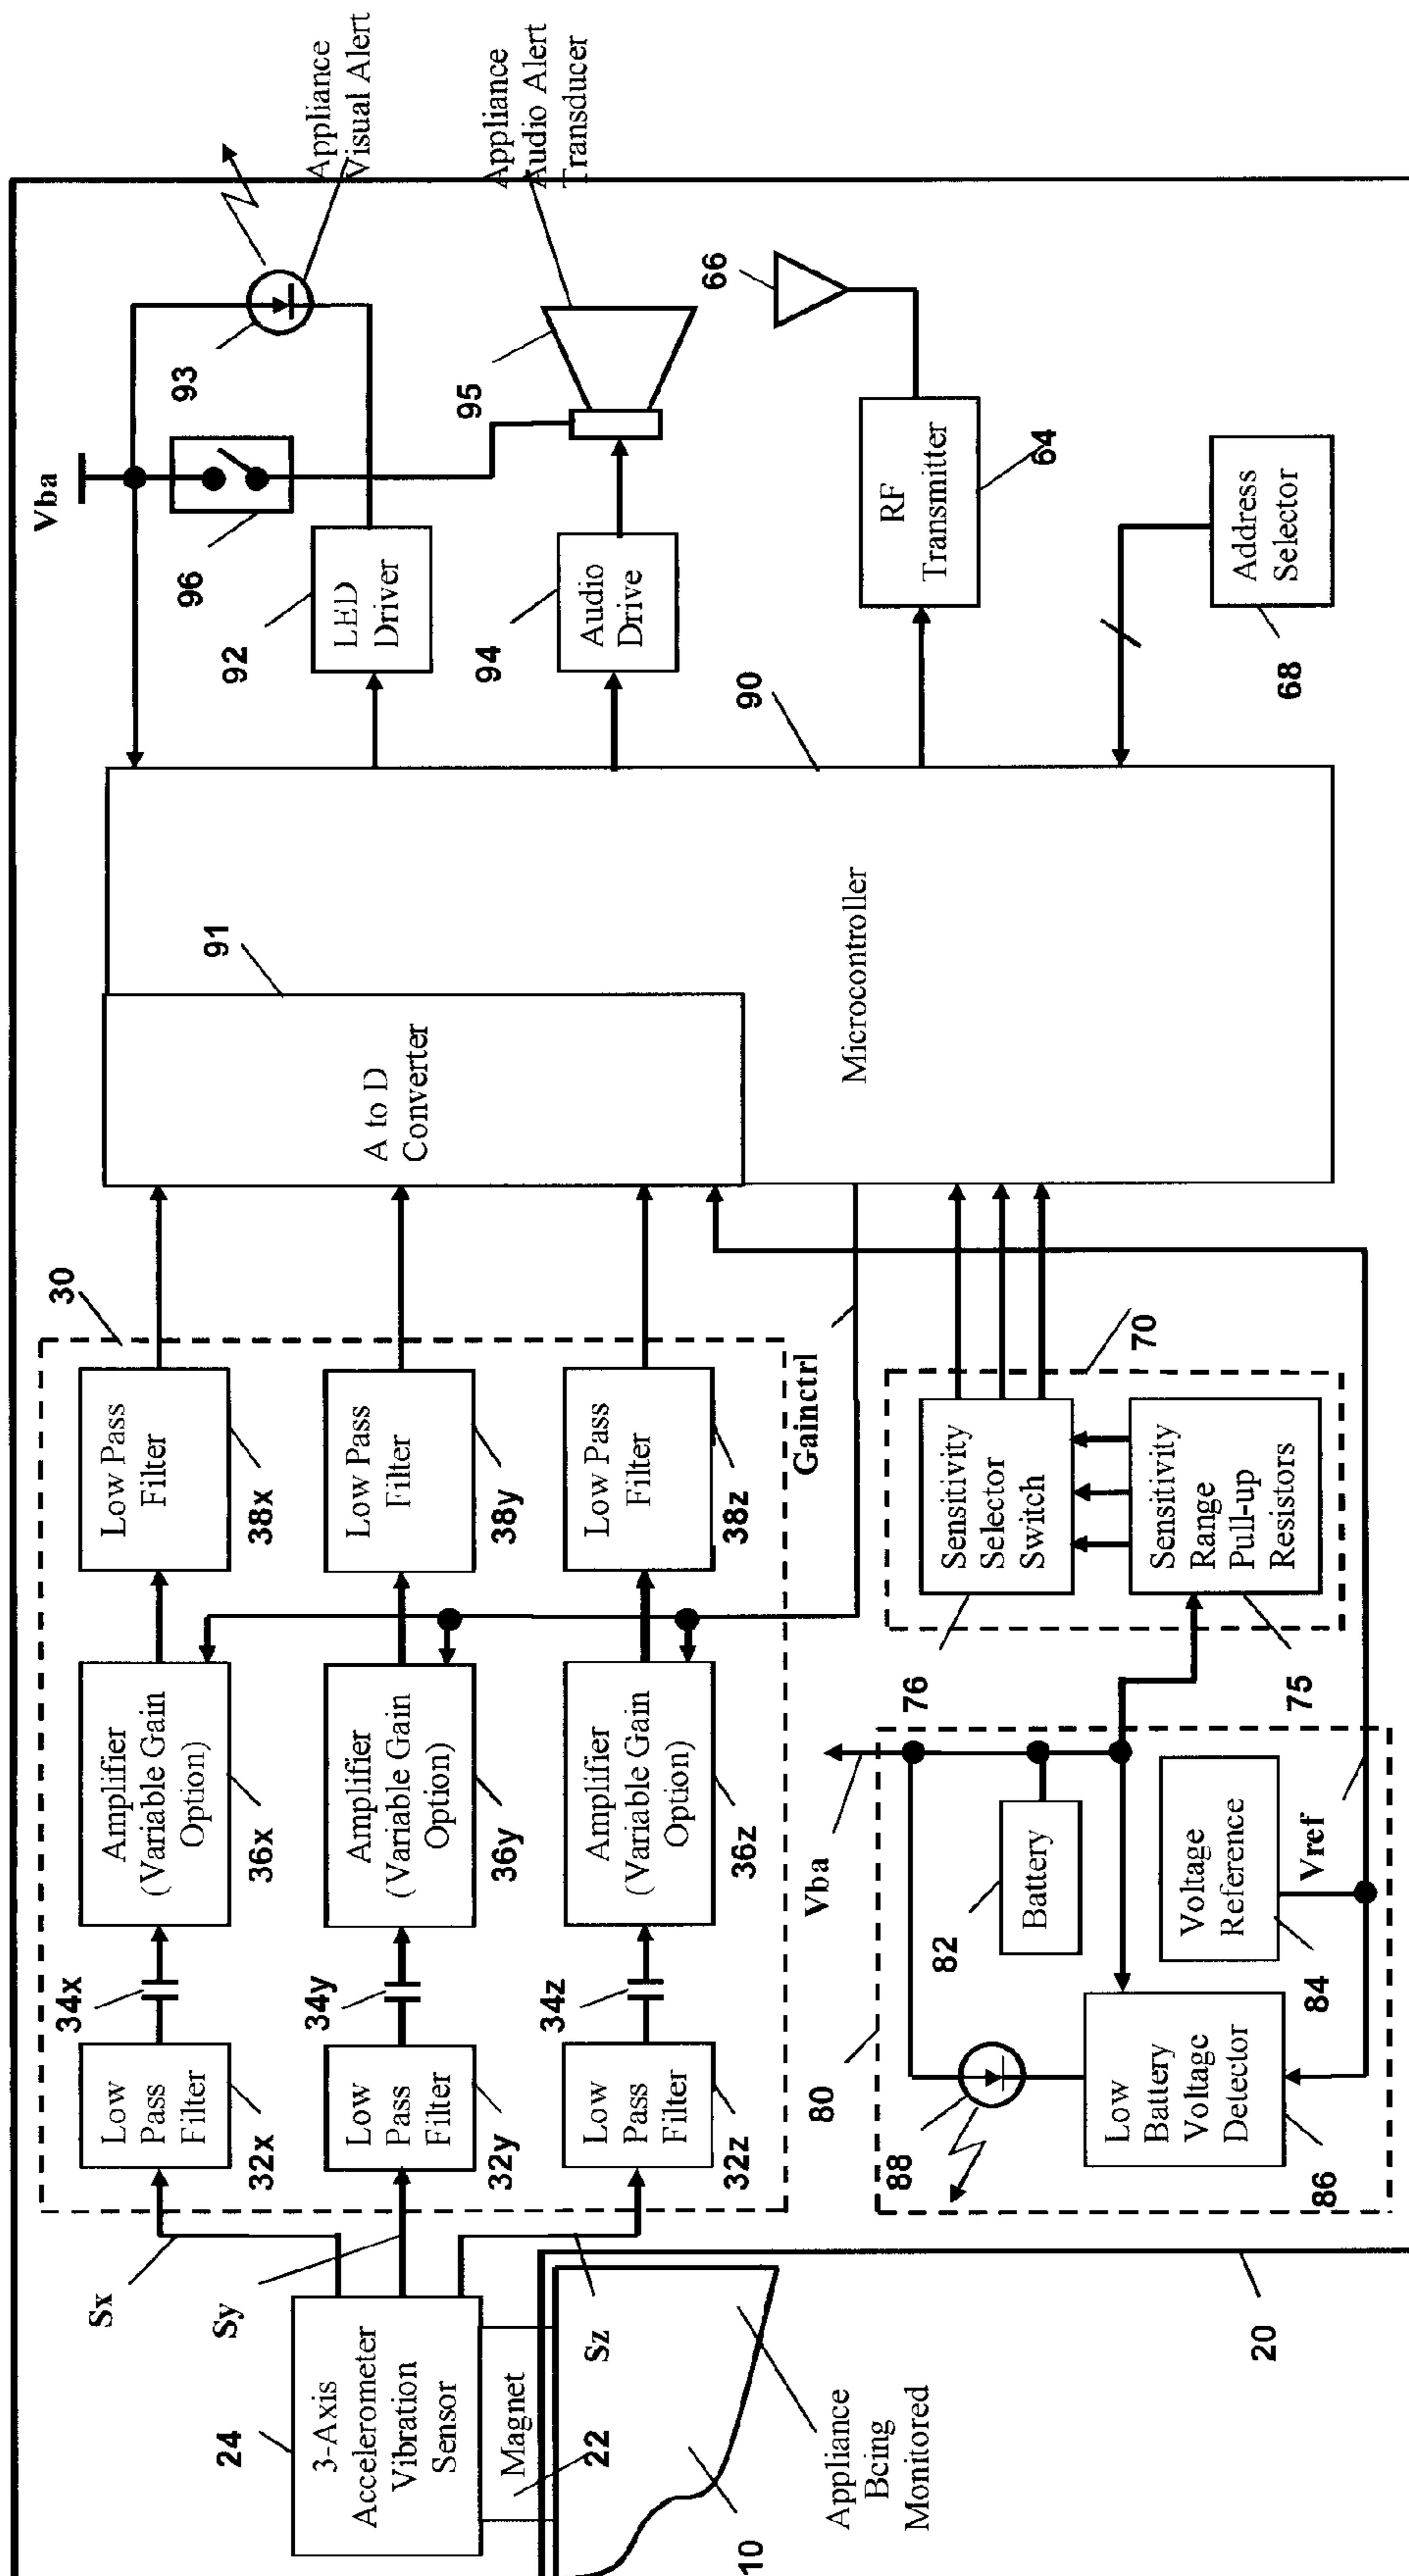 Vba
Appliance
Visual Alert
93
96
LED
Driver
92
Appliance
Audio Alert
Transducer
95
Audio
Drive
94
66
RF
Transmitter
64
Address
Selector
68
90
91
A to D
Converter
Microcontroller
30
Low Pass
Filter
38x
Low Pass
Filter
38y
Low Pass
Filter
38z
Amplifier
(Variable Gain
Option)
36x
Amplifier
(Variable Gain
Option)
36y
Amplifier
(Variable Gain
Option)
36z
34x
34y
34z
Low
Pass
Filter
32x
Low
Pass
Filter
32y
Low
Pass
Filter
32z
Gainctrl
70
Sensitivity
Selector
Switch
76
Sensitivity
Range
Pull-up
Resistors
75
Vba
Battery
82
Voltage
Reference
84
Vref
80
88
Low
Battery
Voltage
Detector
86
Sx
Sy
Sz
3-Axis
Accelerometer
Vibration
Sensor
24
Magnet
22
Appliance
Being
Monitored
10
20